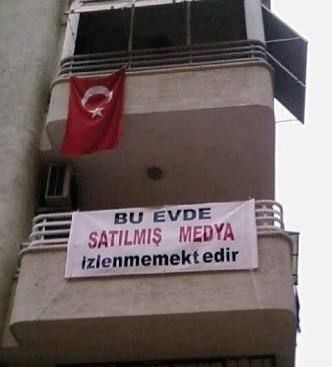 BU EVDE
SATILMIŞ MEDYA
izlenmemektedir